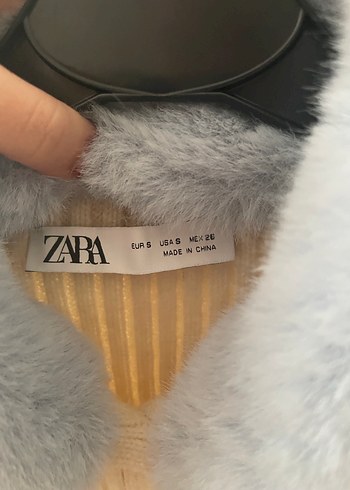 ZARA
EUR S USA S MEX 26
MADE IN CHINA